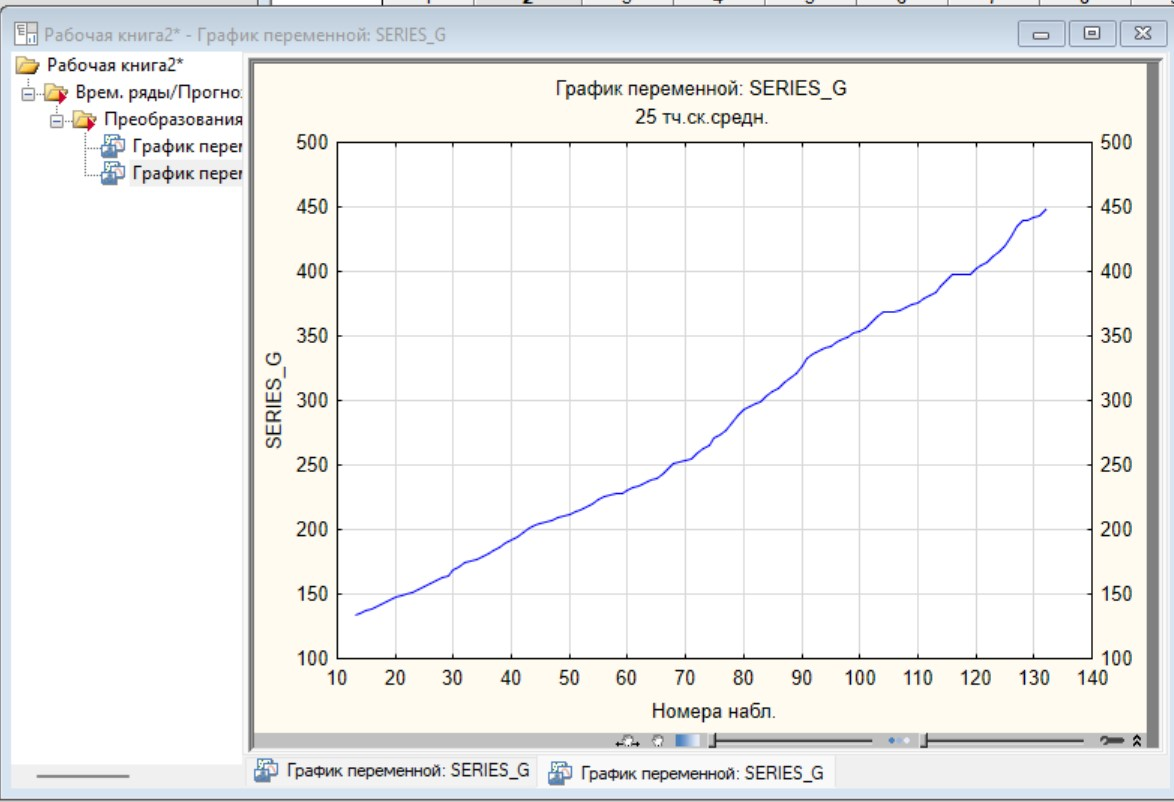 Рабочая книга2* - График переменной: SERIES_G
Рабочая книга2*
Врем. ряды/Прогно
Преобразования
График пере
График пере
График переменной: SERIES_G
25 тч.ск.средн.
500 500
450 450
400 400
350 350
300 300
250 250
200 200
150 150
100 100
SERIES_G
10 20 30 40 50 60 70 80 90 100 110 120 130 140
Номера набл.
График переменной: SERIES_G График переменной: SERIES_G